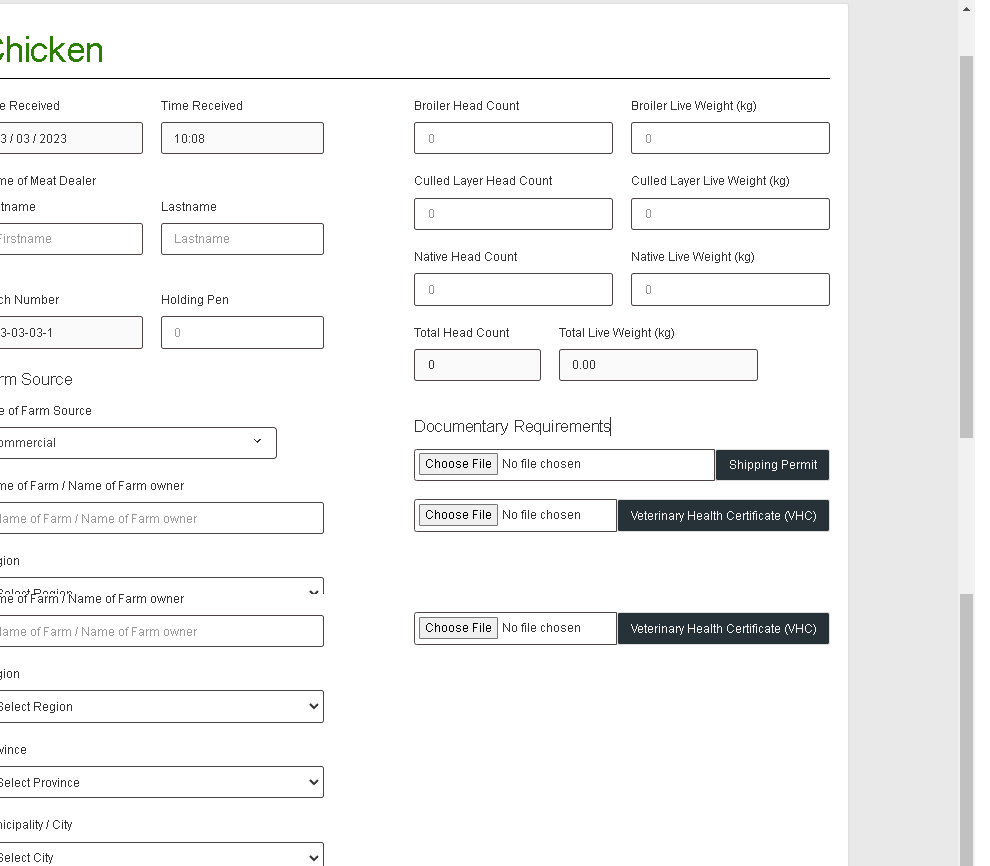 Chicken
e Received
Time Received
3 / 03 / 2023
10:08
me of Meat Dealer
tname
Lastname
Firstname
Lastname
ch Number
Holding Pen
3-03-03-1
0
rm Source
e of Farm Source
ommercial
me of Farm / Name of Farm owner
Name of Farm / Name of Farm owner
gion
Select Region
me of Farm / Name of Farm owner
Name of Farm / Name of Farm owner
gion
Select Region
vince
Select Province
nicipality / City
Select City
Broiler Head Count
Broiler Live Weight (kg)
0
0
Culled Layer Head Count
Culled Layer Live Weight (kg)
0
0
Native Head Count
Native Live Weight (kg)
0
0
Total Head Count
Total Live Weight (kg)
0
0.00
Documentary Requirements
Choose File No file chosen
Shipping Permit
Choose File No file chosen
Veterinary Health Certificate (VHC)
Choose File No file chosen
Veterinary Health Certificate (VHC)